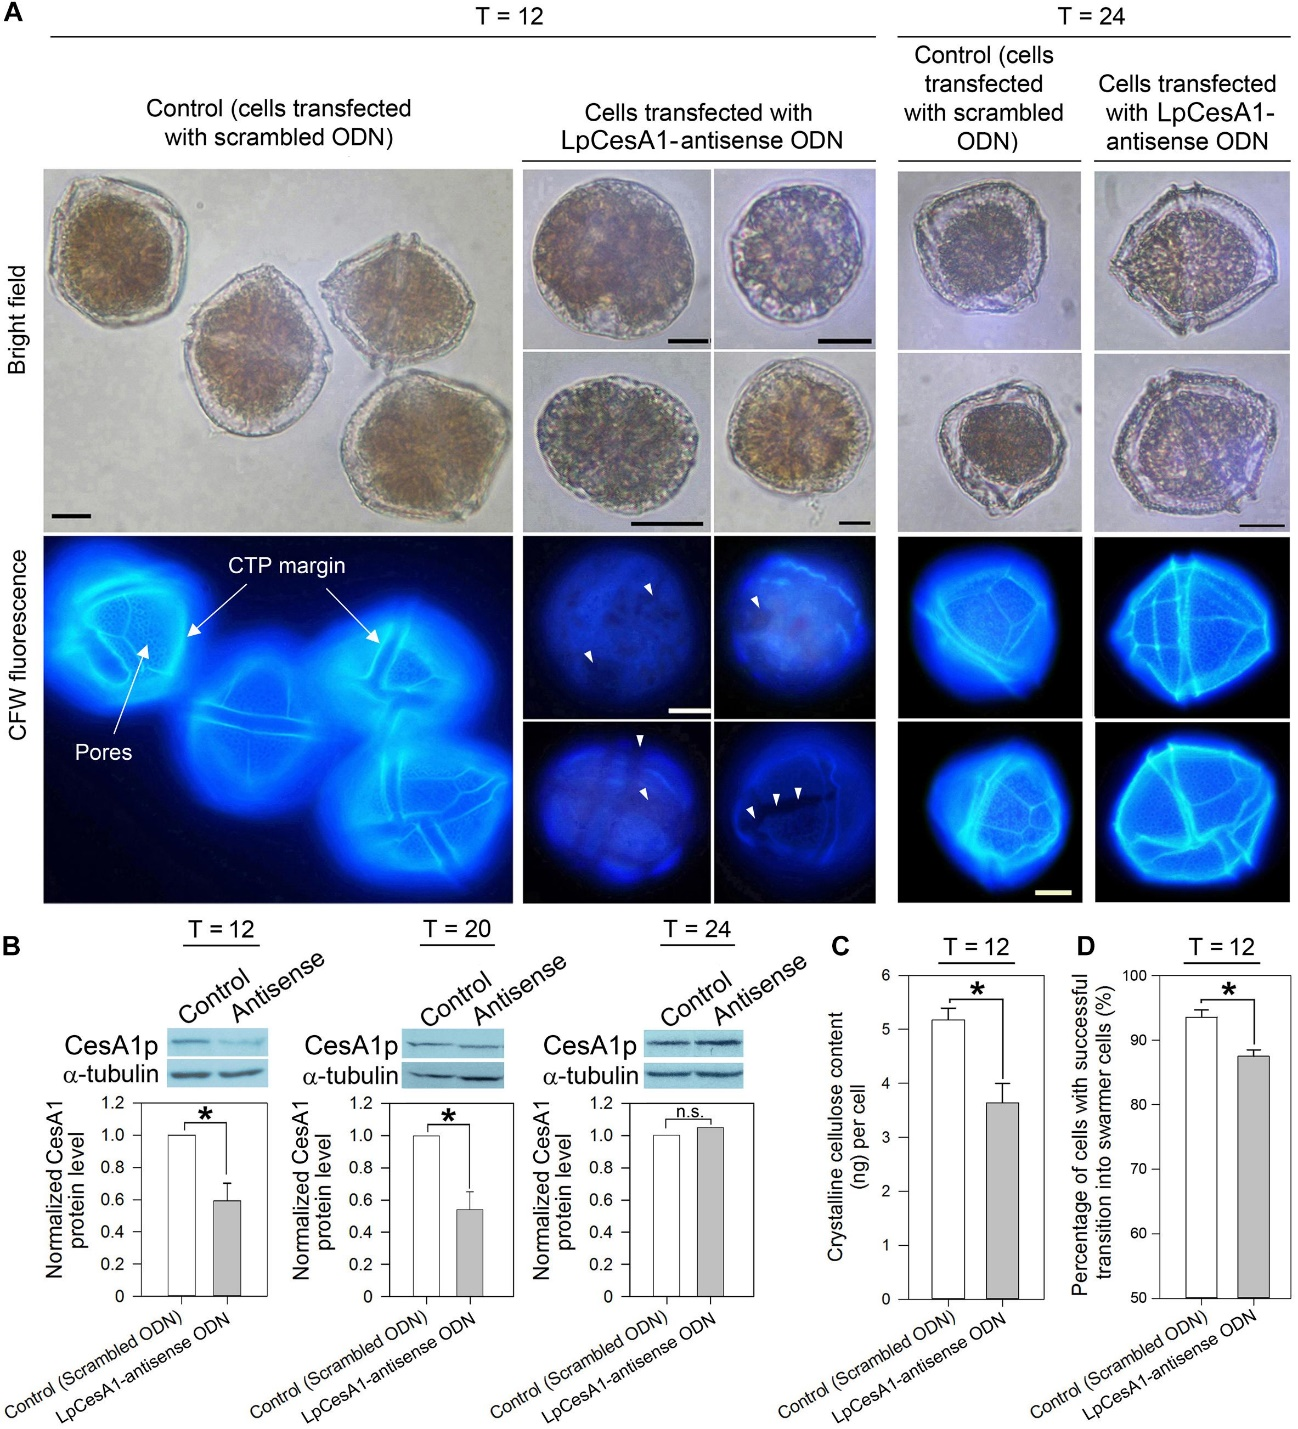 A
T = 12
T = 24
Control (cells transfected
with scrambled ODN)
Cells transfected with
LpCesA1-antisense ODN
Control (cells
transfected
with scrambled
ODN)
Cells transfected
with LpCesA1-
antisense ODN
Bright field
CFW fluorescence
CTP margin
Pores
B
T = 12
Control
Antisense
CesA1p
α-tubulin
Normalized CesA1
protein level
1.2
1.0
0.8
0.6
0.4
0.2
0
*
Control (Scrambled ODN)
LpCesA1-antisense ODN
T = 20
Control
Antisense
CesA1p
α-tubulin
Normalized CesA1
protein level
1.2
1.0
0.8
0.6
0.4
0.2
0
*
Control (Scrambled ODN)
LpCesA1-antisense ODN
T = 24
Control
Antisense
CesA1p
α-tubulin
Normalized CesA1
protein level
1.2
1.0
0.8
0.6
0.4
0.2
0
n.s.
Control (Scrambled ODN)
LpCesA1-antisense ODN
C
T = 12
Crystalline cellulose content
(ng) per cell
6
5
4
3
2
1
0
*
Control (Scrambled ODN)
LpCesA1-antisense ODN
D
T = 12
Percentage of cells with successful
transition into swarmer cells (%)
100
90
80
70
60
50
*
Control (Scrambled ODN)
LpCesA1-antisense ODN